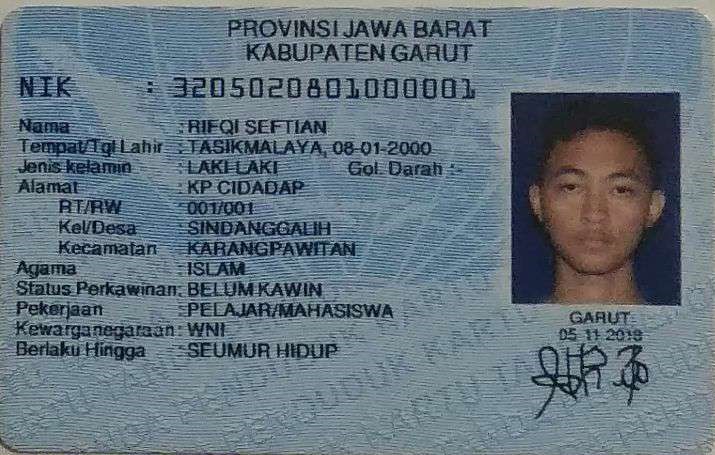 PROVINSI JAWA BARAT
KABUPATEN GARUT
NIK : 3205020801000001
Nama : RIFQI SEFTIAN
Tempat/Tgl Lahir : TASIKMALAYA, 08-01-2000
Jenis kelamin : LAKI-LAKI Gol. Darah :-
Alamat : KP CIDADAP
RT/RW : 001/001
Kel/Desa : SINDANGGALIH
Kecamatan : KARANGPAWITAN
Agama : ISLAM
Status Perkawinan: BELUM KAWIN
Pekerjaan : PELAJAR/MAHASISWA
Kewarganegaraan: WNI
Berlaku Hingga : SEUMUR HIDUP
GARUT
05-11-2018